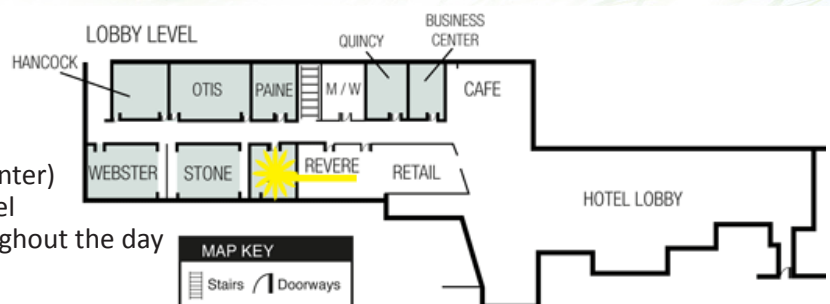 LOBBY LEVEL
HANCOCK
QUINCY
BUSINESS
CENTER
OTIS
PAINE
M / W
CAFE
WEBSTER
STONE
REVERE
RETAIL
HOTEL LOBBY
nter)
el
ghout the day
MAP KEY
Stairs
Doorways